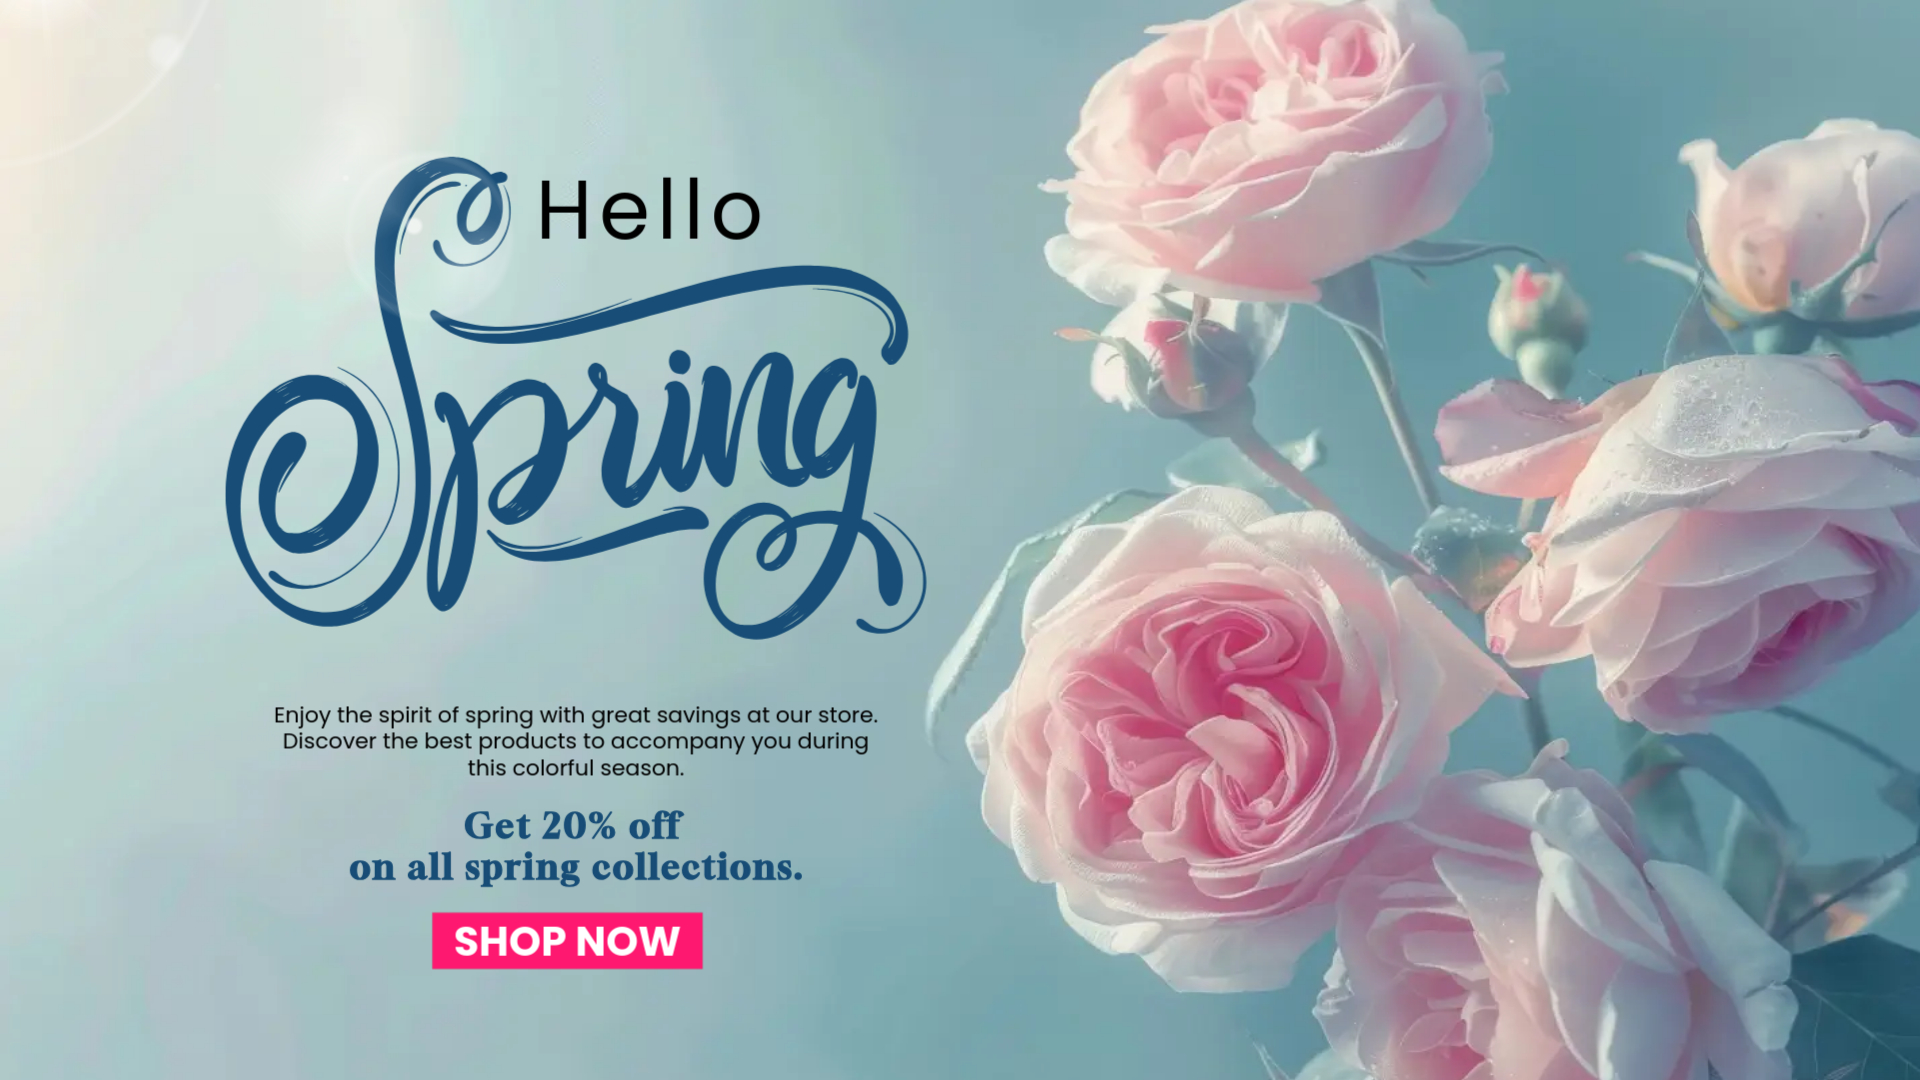 Hello
Spring
Enjoy the spirit of spring with great savings at our store.
Discover the best products to accompany you during
this colorful season.
Get 20% off
on all spring collections.
SHOP NOW